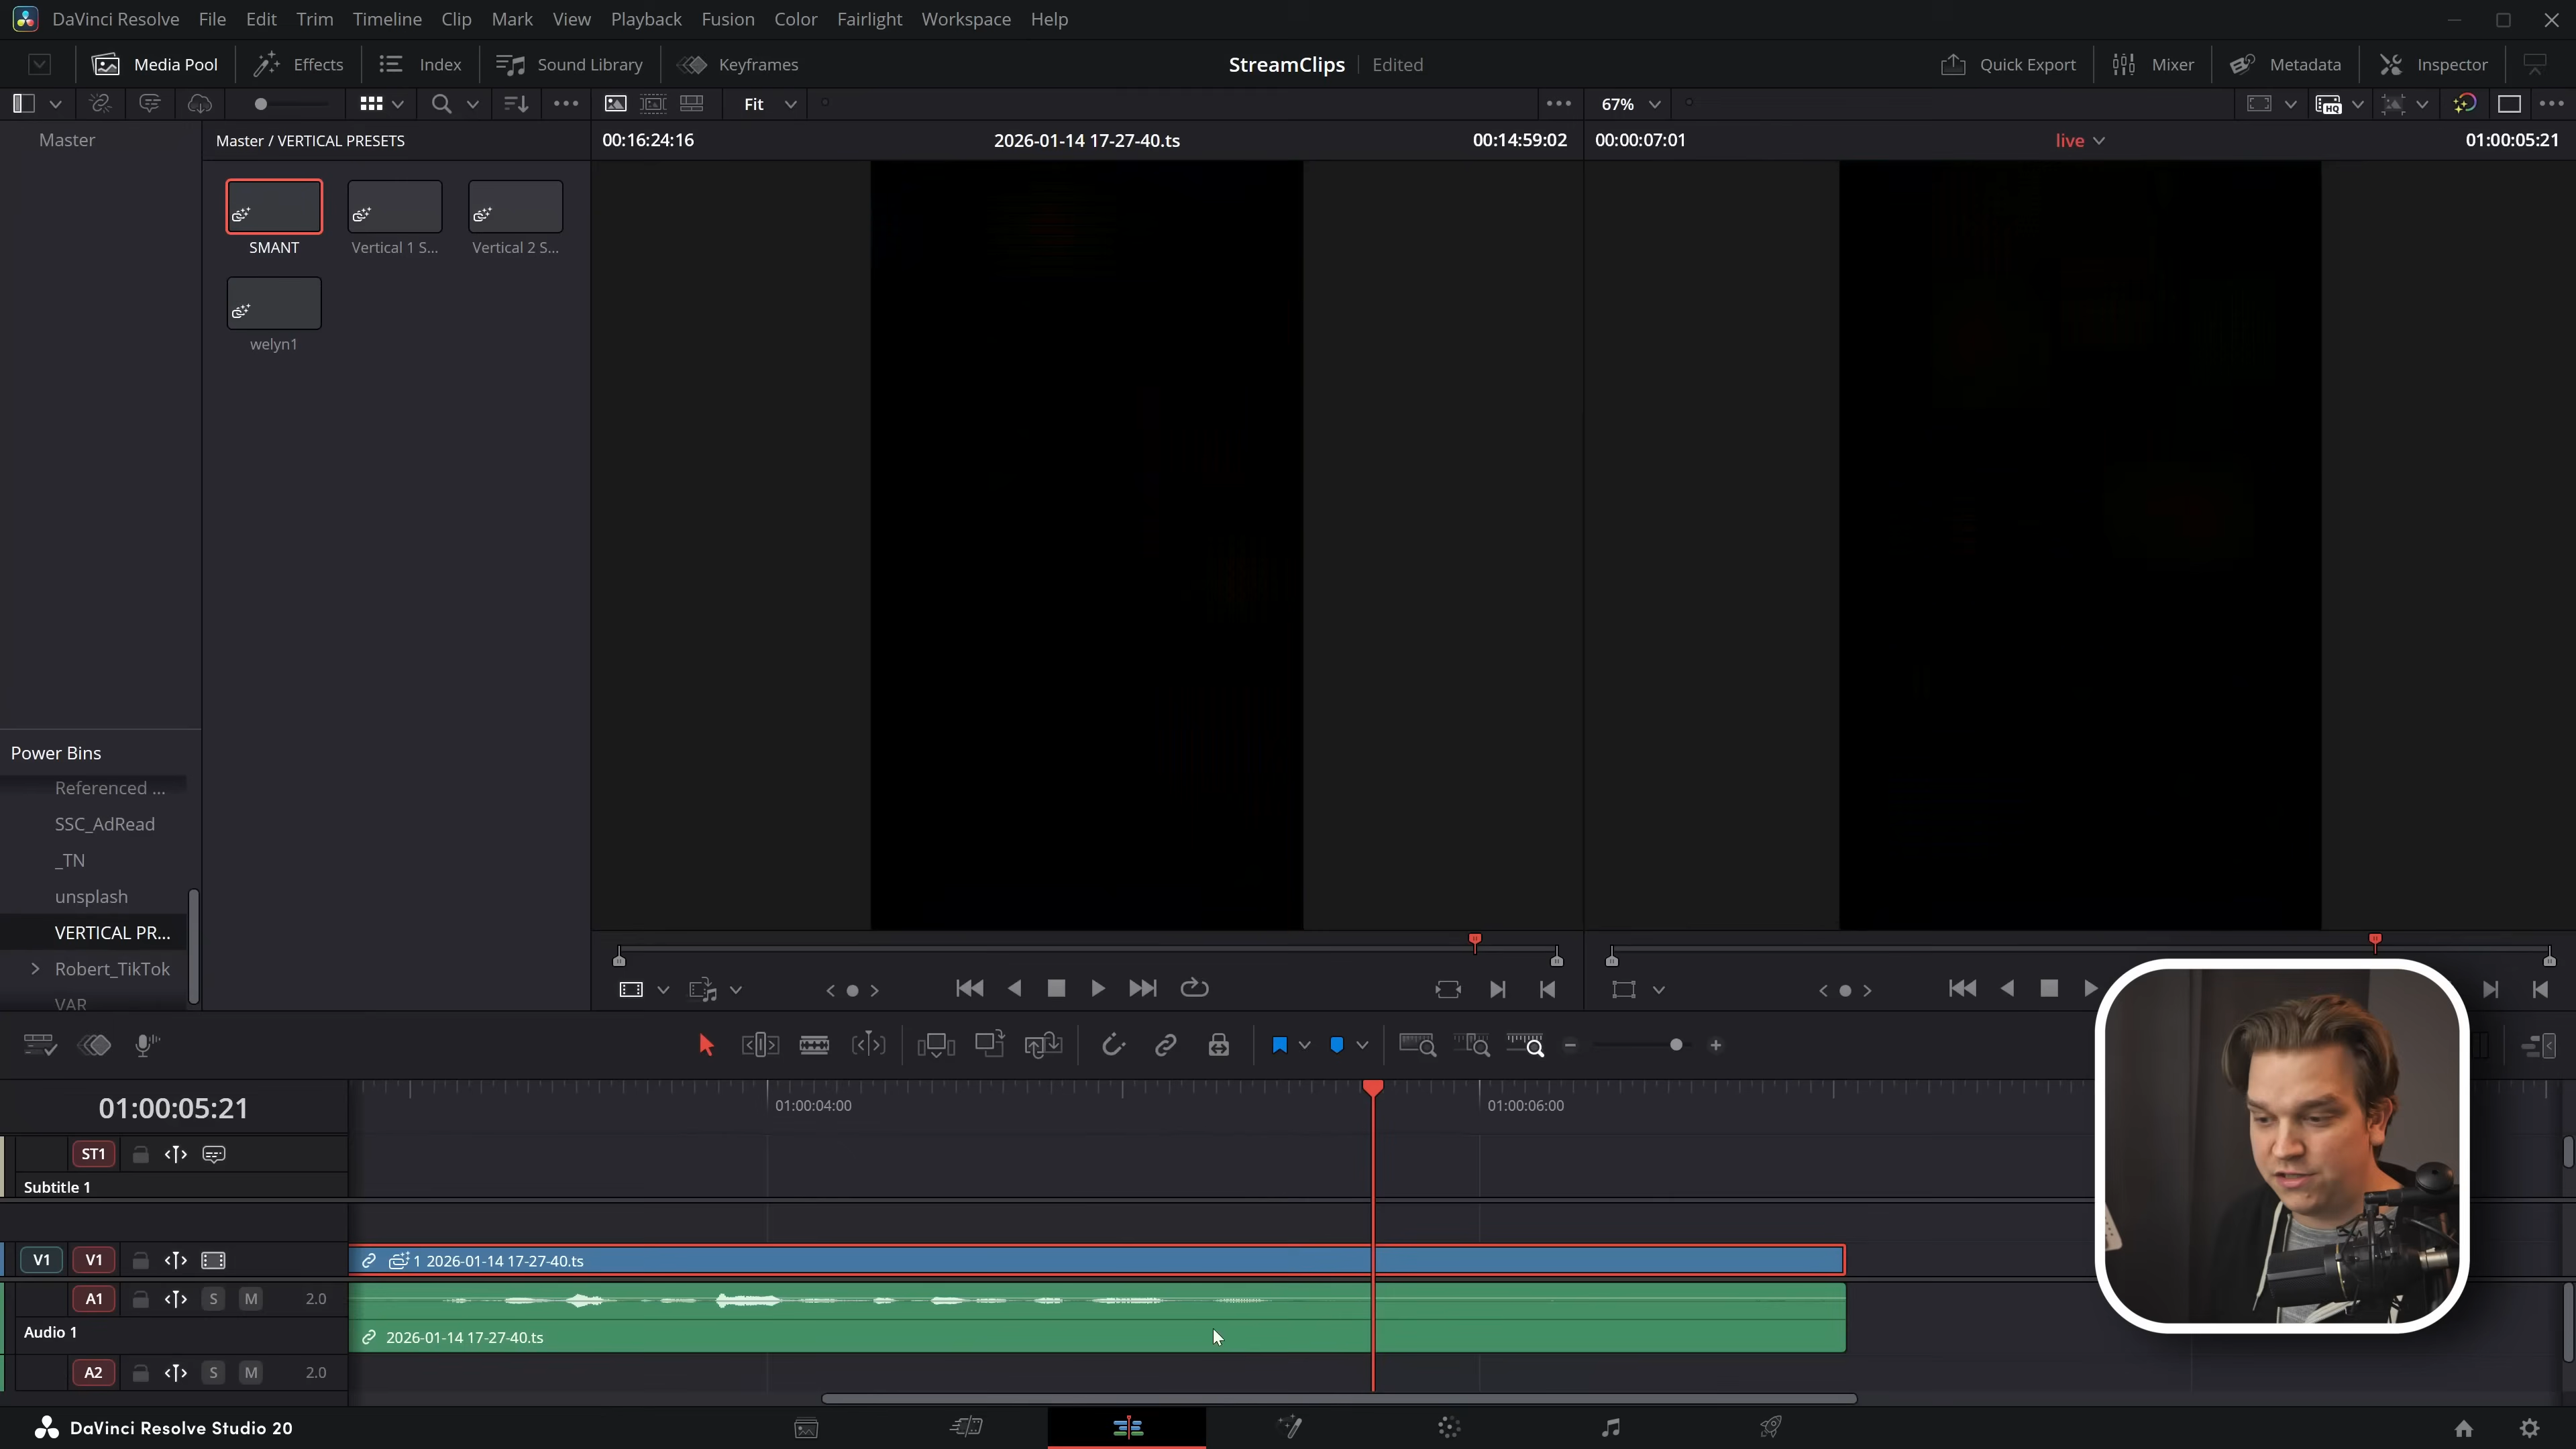 DaVinci Resolve File Edit Trim Timeline Clip Mark View Playback Fusion Color Fairlight Workspace Help
Media Pool Effects Index Sound Library Keyframes StreamClips Edited Quick Export Mixer Metadata Inspector
Fit 67% HQ
Master Master / VERTICAL PRESETS 00:16:24:16 2026-01-14 17-27-40.ts 00:14:59:02 00:00:07:01 live 01:00:05:21
SMANT Vertical 1 S... Vertical 2 S...
welyn1
Power Bins
Referenced ...
SSC_AdRead
_TN
unsplash
VERTICAL PR...
Robert_TikTok
VAR
01:00:05:21 01:00:04:00 01:00:06:00
ST1
Subtitle 1
V1 V1 1 2026-01-14 17-27-40.ts
A1 S M 2.0
Audio 1 2026-01-14 17-27-40.ts
A2 S M 2.0
DaVinci Resolve Studio 20